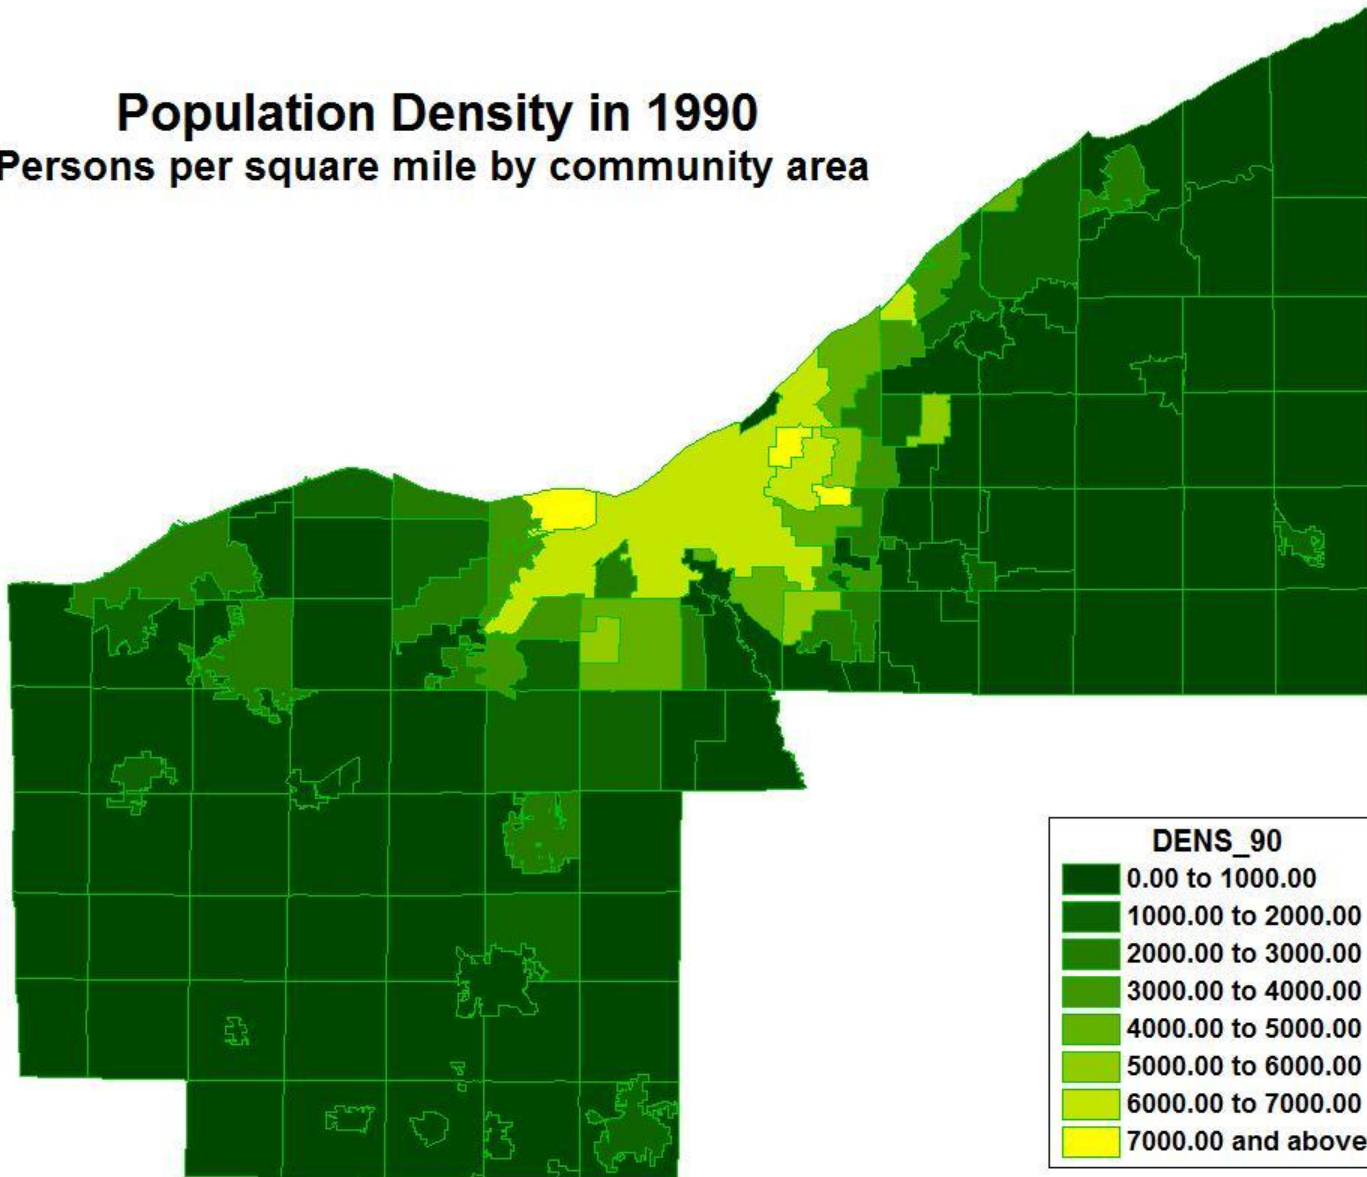 Population Density in 1990
Persons per square mile by community area
DENS_90
0.00 to 1000.00
1000.00 to 2000.00
2000.00 to 3000.00
3000.00 to 4000.00
4000.00 to 5000.00
5000.00 to 6000.00
6000.00 to 7000.00
7000.00 and above